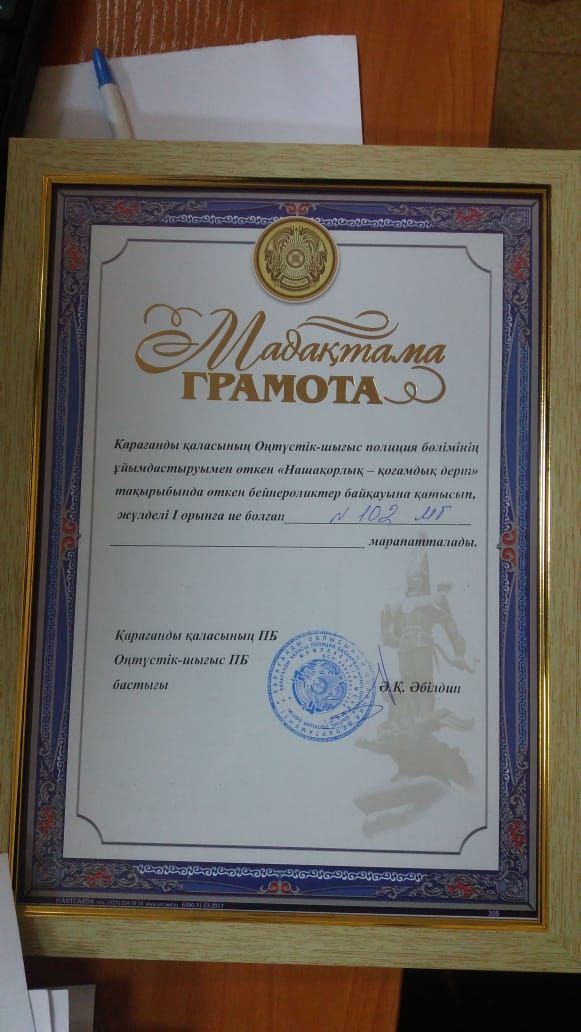 Мадақтама
ГРАМОТА
Қарағанды қаласының Оңтүстік-шығыс полиция бөлімінің
ұйымдастыруымен өткен «Нашақорлық – қоғамдық дерт»
тақырыбында өткен бейнероликтер байқауына қатысып,
жүлделі І орынға ие болған № 102 МГ
марапатталады.
Қарағанды қаласының ПБ
Оңтүстік-шығыс ПБ
бастығы
Ә.Қ. Әбілдин
305